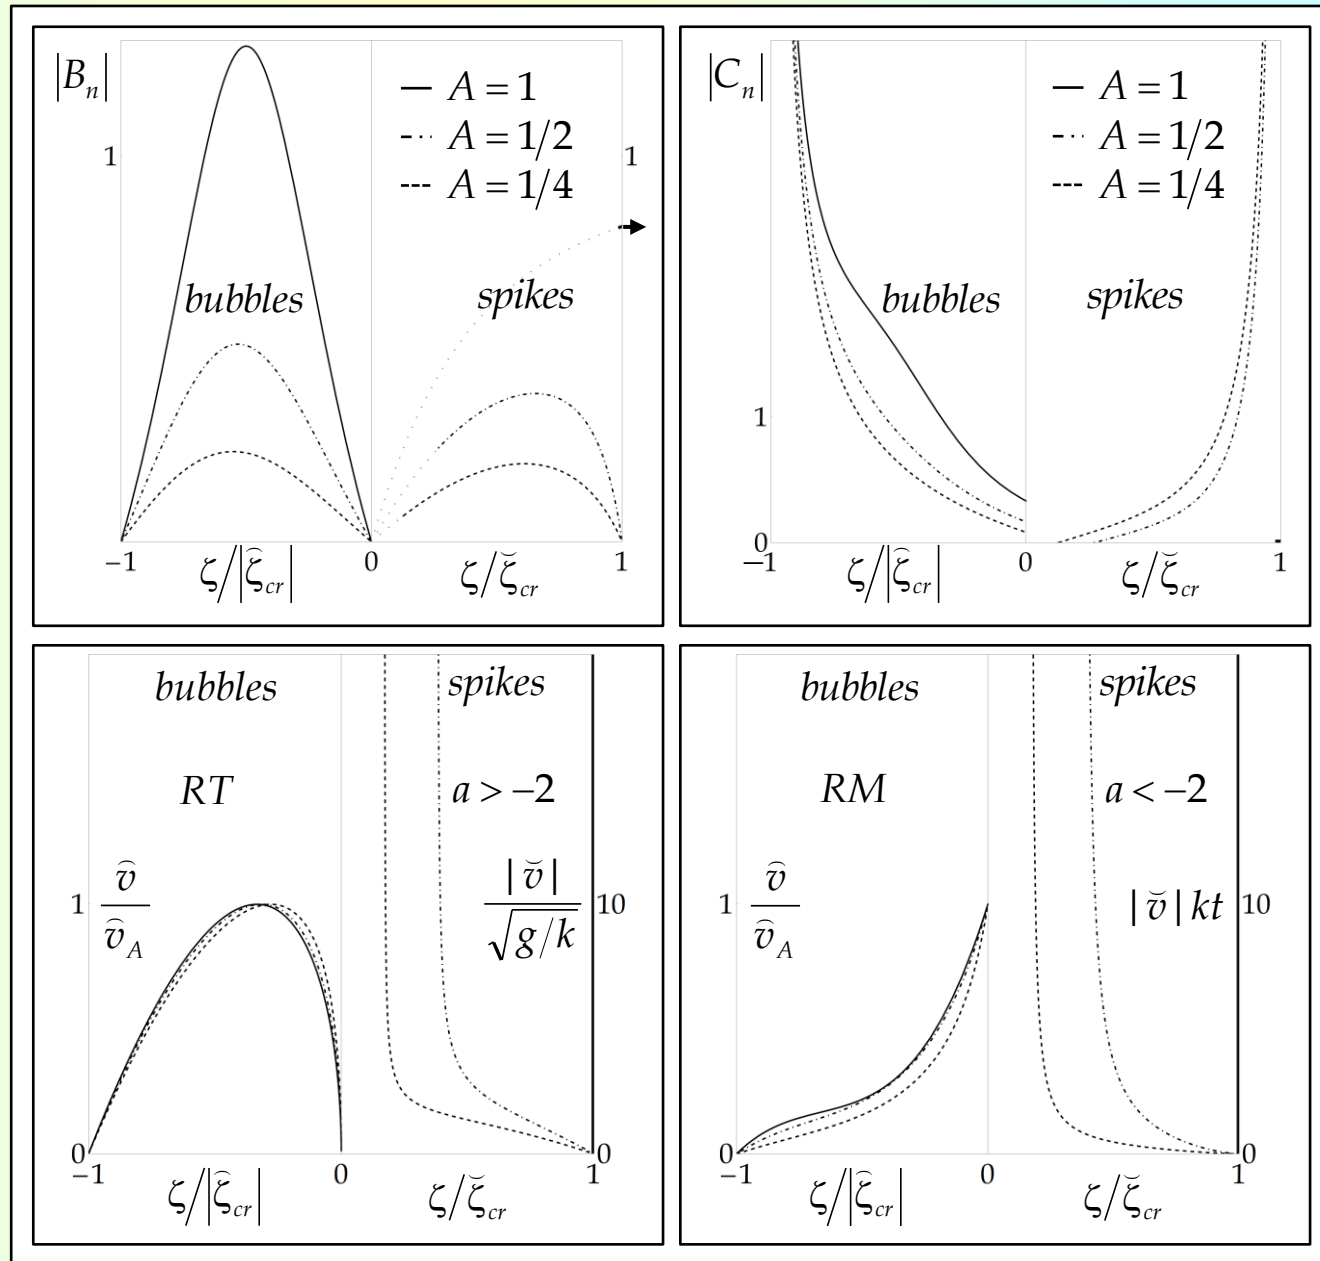 |Bₙ|
— A = 1
-·- A = 1/2
--- A = 1/4
1
1
bubbles
spikes
−1
0
1
ζ/|ζ̂_cr|
ζ/ζ̆_cr
|Cₙ|
— A = 1
-·- A = 1/2
--- A = 1/4
bubbles
spikes
1
0
−1
0
1
ζ/|ζ̂_cr|
ζ/ζ̆_cr
bubbles
spikes
RT
a > −2
1
v̂/v̂_A
|v̆|/√(g/k)
10
0
0
−1
0
1
ζ/|ζ̂_cr|
ζ/ζ̆_cr
bubbles
spikes
RM
a < −2
1
v̂/v̂_A
|v̆| kt
10
0
0
−1
0
1
ζ/|ζ̂_cr|
ζ/ζ̆_cr